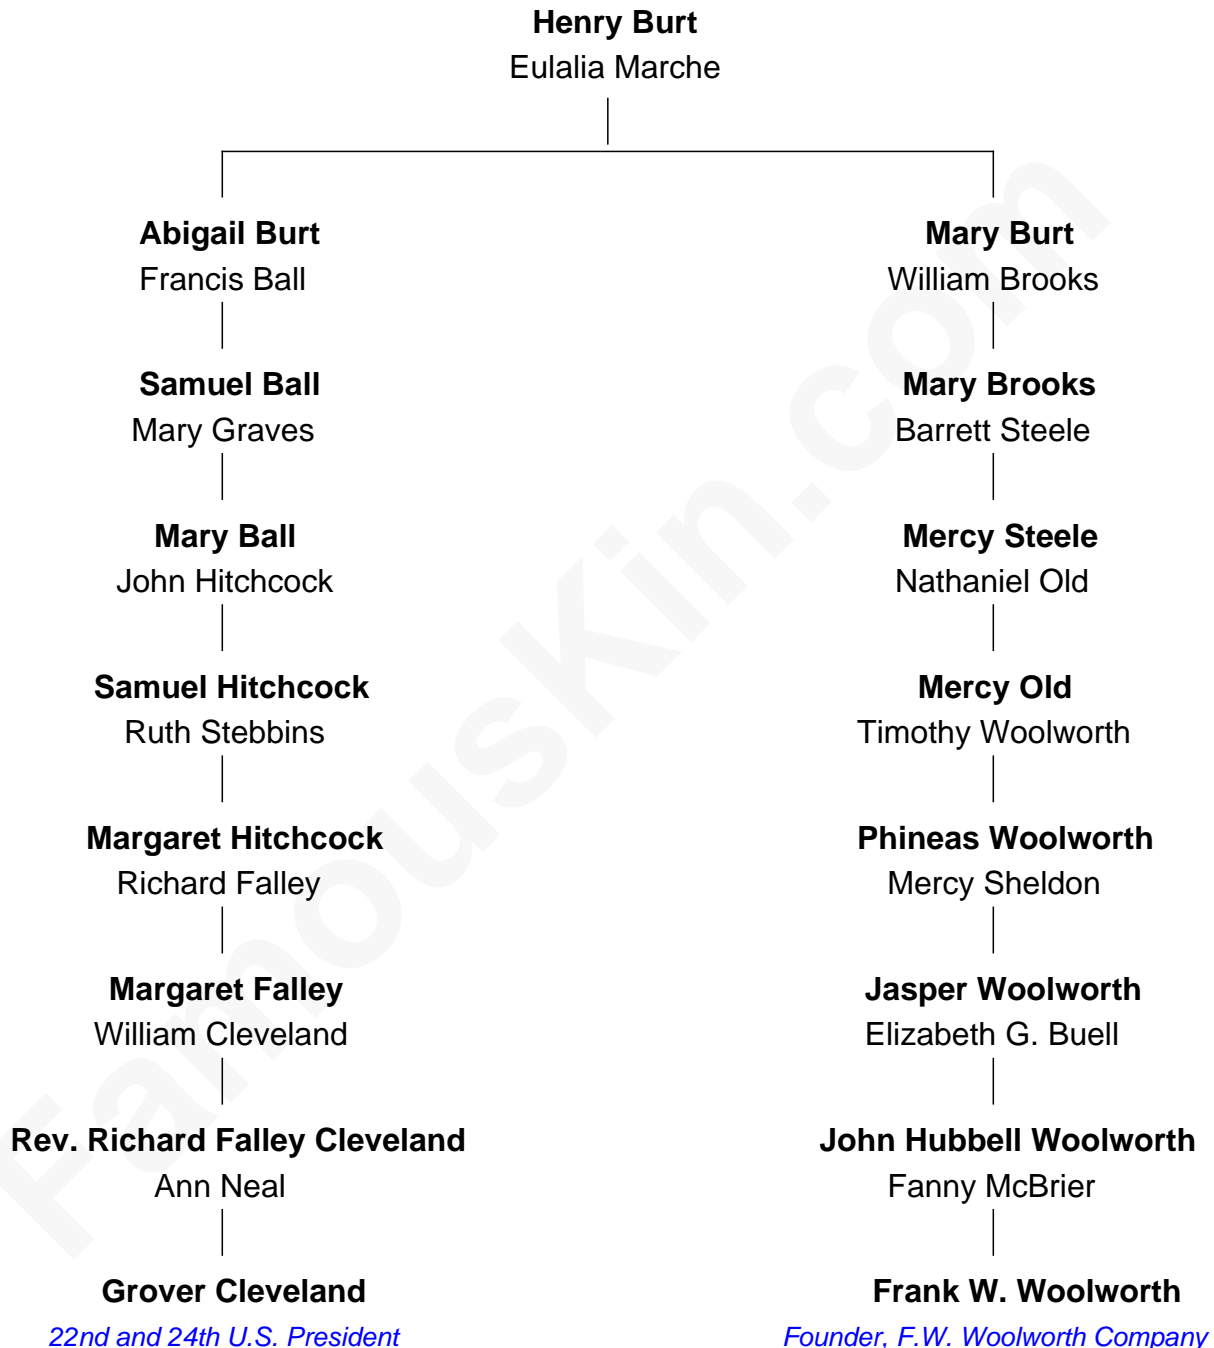 Henry Burt
Eulalia Marche
Abigail Burt
Francis Ball
Mary Burt
William Brooks
Samuel Ball
Mary Graves
Mary Brooks
Barrett Steele
Mary Ball
John Hitchcock
Mercy Steele
Nathaniel Old
Samuel Hitchcock
Ruth Stebbins
Mercy Old
Timothy Woolworth
Margaret Hitchcock
Richard Falley
Phineas Woolworth
Mercy Sheldon
Margaret Falley
William Cleveland
Jasper Woolworth
Elizabeth G. Buell
Rev. Richard Falley Cleveland
Ann Neal
John Hubbell Woolworth
Fanny McBrier
Grover Cleveland
22nd and 24th U.S. President
Frank W. Woolworth
Founder, F.W. Woolworth Company
FamousKin.com